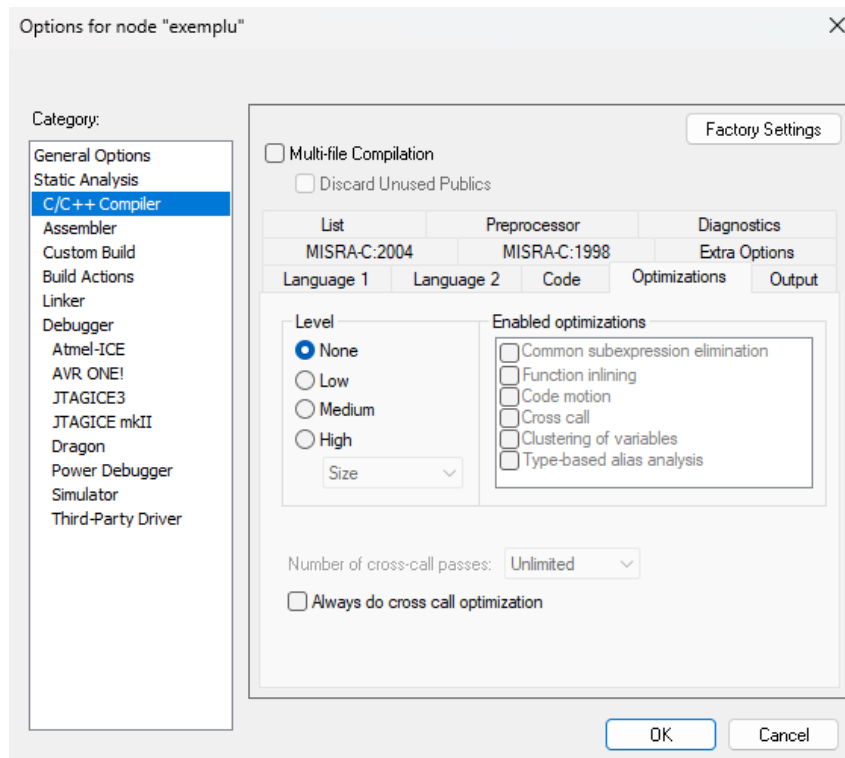 Options for node "exemplu"
Category:
General Options
Static Analysis
C/C++ Compiler
Assembler
Custom Build
Build Actions
Linker
Debugger
Atmel-ICE
AVR ONE!
JTAGICE3
JTAGICE mkII
Dragon
Power Debugger
Simulator
Third-Party Driver
Factory Settings
Multi-file Compilation
Discard Unused Publics
List Preprocessor Diagnostics
MISRA-C:2004 MISRA-C:1998 Extra Options
Language 1 Language 2 Code Optimizations Output
Level
None
Low
Medium
High
Size
Enabled optimizations
Common subexpression elimination
Function inlining
Code motion
Cross call
Clustering of variables
Type-based alias analysis
Number of cross-call passes: Unlimited
Always do cross call optimization
OK Cancel